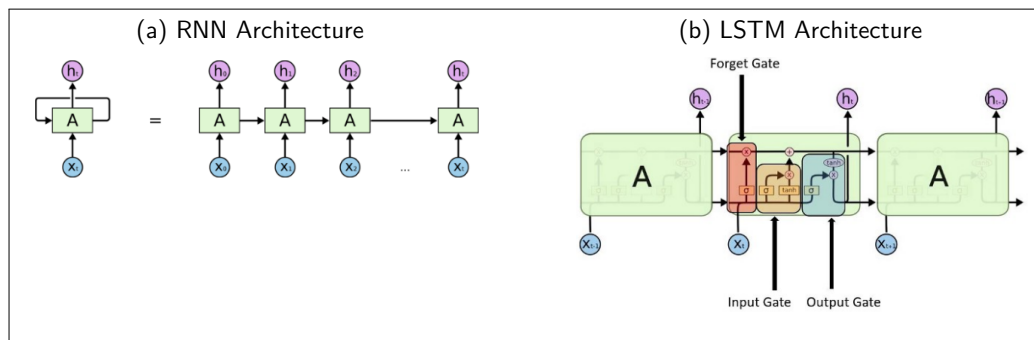 (a) RNN Architecture
hₜ h₀ h₁ h₂ hₜ
A = A A A A
xₜ x₀ x₁ x₂ ... xₜ
(b) LSTM Architecture
Forget Gate
hₜ₋₁ hₜ hₜ₊₁
× +
tanh
A × × A
σ σ tanh σ
xₜ₋₁ xₜ xₜ₊₁
Input Gate Output Gate